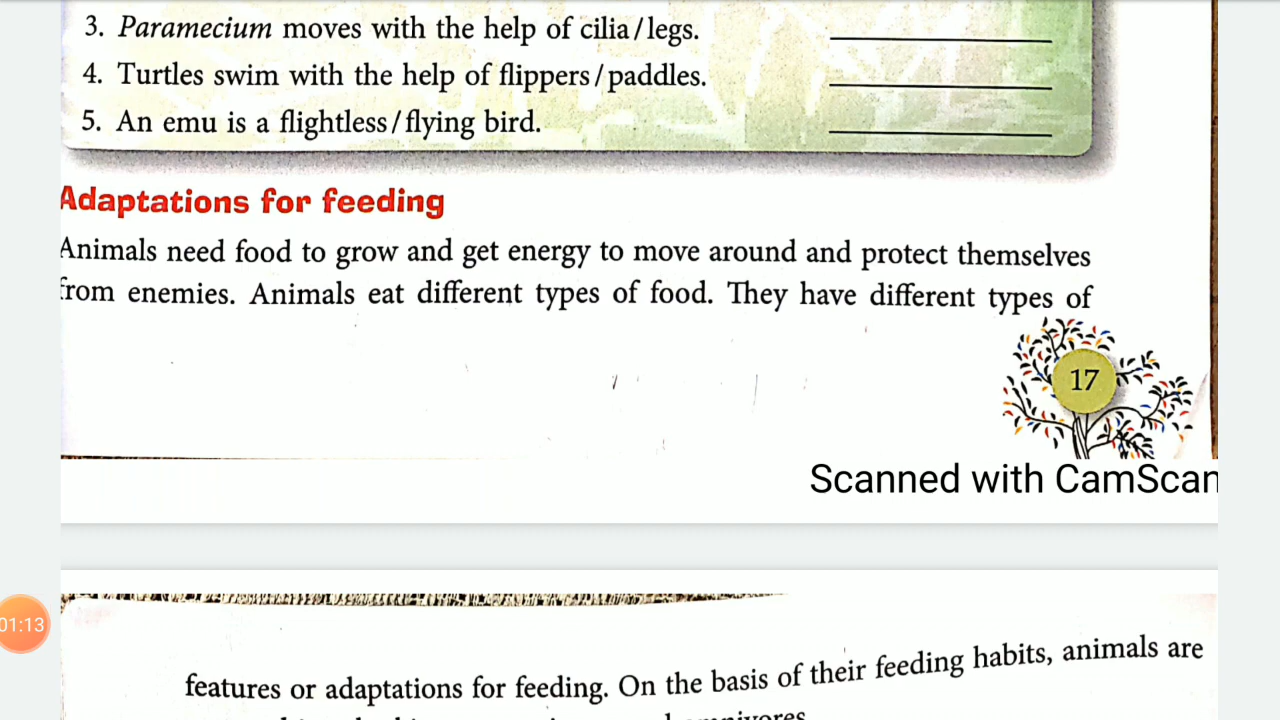 3. Paramecium moves with the help of cilia/legs.
4. Turtles swim with the help of flippers/paddles.
5. An emu is a flightless/flying bird.
Adaptations for feeding
Animals need food to grow and get energy to move around and protect themselves
from enemies. Animals eat different types of food. They have different types of
17
Scanned with CamScan
01:13
features or adaptations for feeding. On the basis of their feeding habits, animals are
omnivores